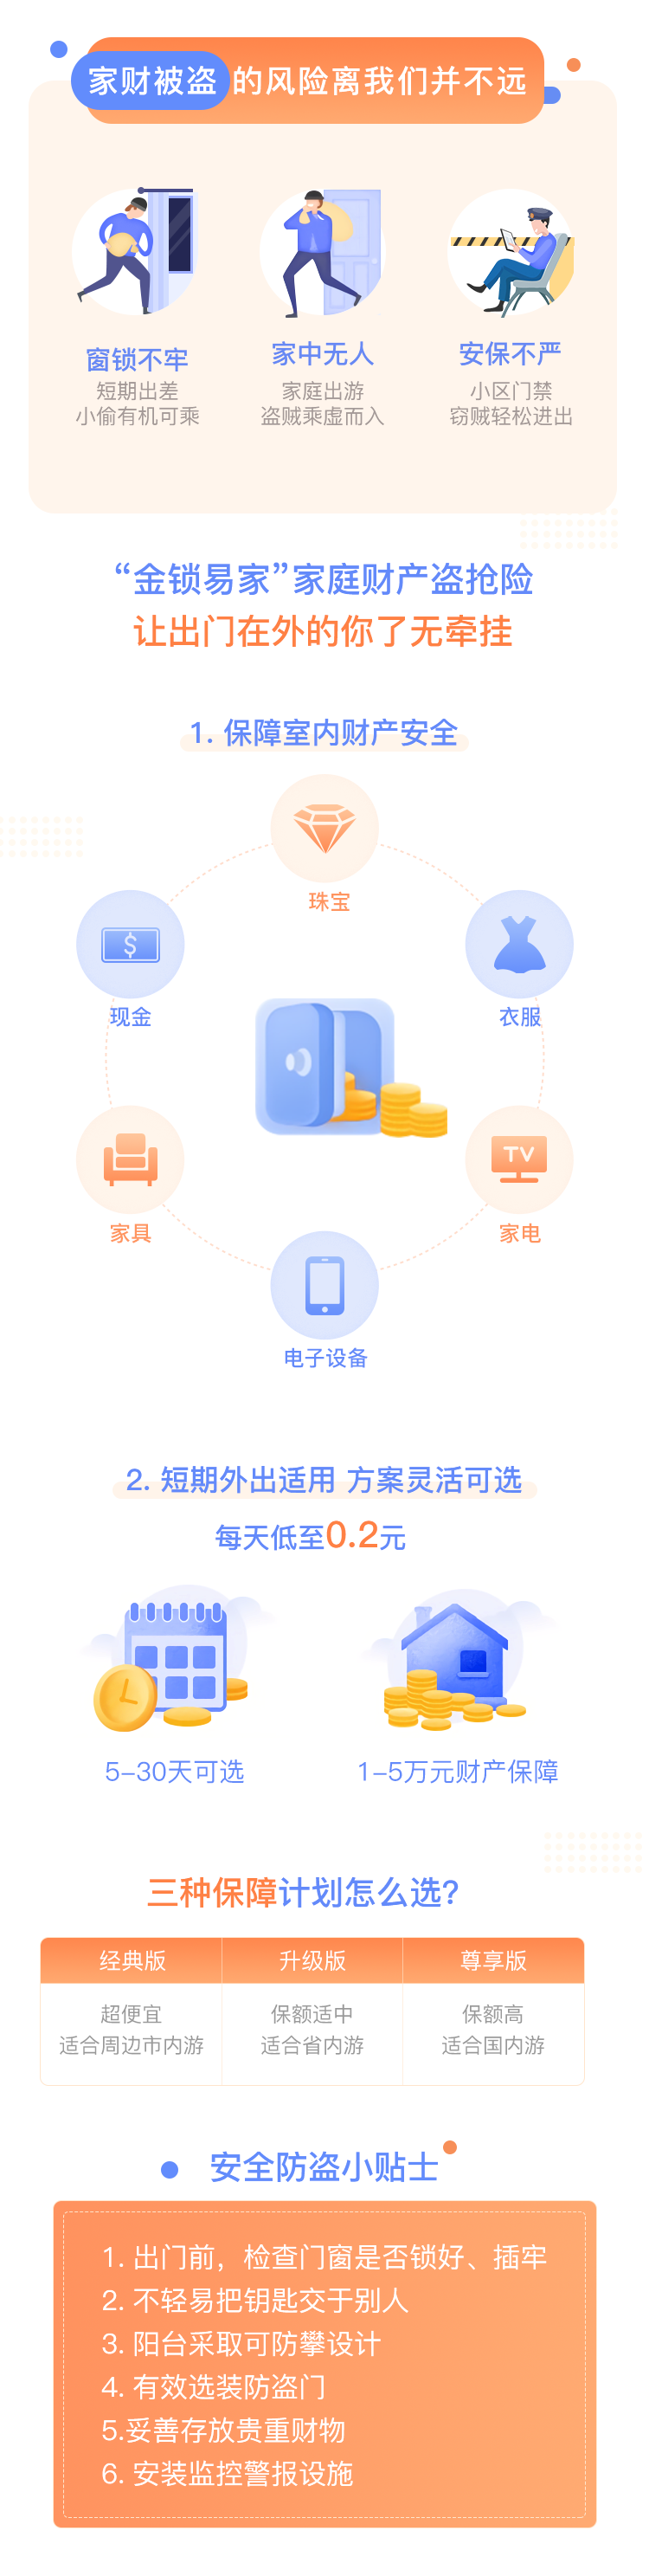 家财被盗 的风险离我们并不远
窗锁不牢
短期出差
小偷有机可乘
家中无人
家庭出游
盗贼乘虚而入
安保不严
小区门禁
窃贼轻松进出
“金锁易家”家庭财产盗抢险
让出门在外的你了无牵挂
1. 保障室内财产安全
珠宝
$
现金
衣服
TV
家具
家电
电子设备
2. 短期外出适用 方案灵活可选
每天低至0.2元
5–30天可选
1–5万元财产保障
三种保障计划怎么选?
经典版 升级版 尊享版
超便宜 保额适中 保额高
适合周边市内游 适合省内游 适合国内游
安全防盗小贴士
1. 出门前，检查门窗是否锁好、插牢
2. 不轻易把钥匙交于别人
3. 阳台采取可防攀设计
4. 有效选装防盗门
5.妥善存放贵重财物
6. 安装监控警报设施